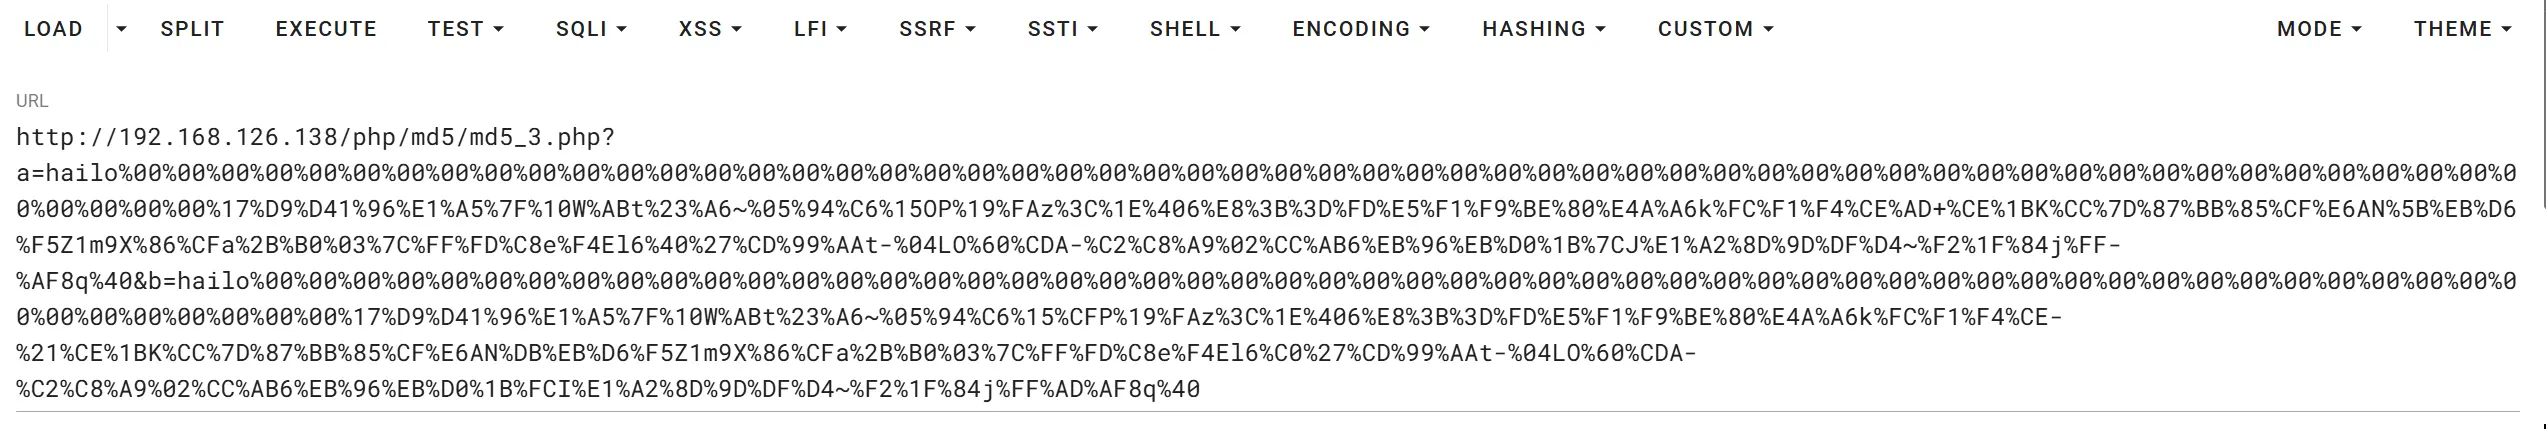 LOAD SPLIT EXECUTE TEST SQLI XSS LFI SSRF SSTI SHELL ENCODING HASHING CUSTOM MODE THEME
URL
http://192.168.126.138/php/md5/md5_3.php?
a=hailo%00%00%00%00%00%00%00%00%00%00%00%00%00%00%00%00%00%00%00%00%00%00%00%00%00%00%00%00%00%00%00%00%00%00%00%00%00%00%00%00%00%00%00%00%00%00%00%00%00%00%00%00%00%00%0
0%00%00%00%00%17%D9%D41%96%E1%A5%7F%10W%ABt%23%A6~%05%94%C6%15OP%19%FAz%3C%1E%406%E8%3B%3D%FD%E5%F1%F9%BE%80%E4A%A6k%FC%F1%F4%CE%AD+%CE%1BK%CC%7D%87%BB%85%CF%E6AN%5B%EB%D6
%F5Z1m9X%86%CFa%2B%B0%03%7C%FF%FD%C8e%F4El6%40%27%CD%99%AAt-%04LO%60%CDA-%C2%C8%A9%02%CC%AB6%EB%96%EB%D0%1B%7CJ%E1%A2%8D%9D%DF%D4~%F2%1F%84j%FF-
%AF8q%40&b=hailo%00%00%00%00%00%00%00%00%00%00%00%00%00%00%00%00%00%00%00%00%00%00%00%00%00%00%00%00%00%00%00%00%00%00%00%00%00%00%00%00%00%00%00%00%00%00%00%00%00%00%00%0
0%00%00%00%00%00%00%00%17%D9%D41%96%E1%A5%7F%10W%ABt%23%A6~%05%94%C6%15%CFP%19%FAz%3C%1E%406%E8%3B%3D%FD%E5%F1%F9%BE%80%E4A%A6k%FC%F1%F4%CE-
%21%CE%1BK%CC%7D%87%BB%85%CF%E6AN%DB%EB%D6%F5Z1m9X%86%CFa%2B%B0%03%7C%FF%FD%C8e%F4El6%C0%27%CD%99%AAt-%04LO%60%CDA-
%C2%C8%A9%02%CC%AB6%EB%96%EB%D0%1B%FCI%E1%A2%8D%9D%DF%D4~%F2%1F%84j%FF%AD%AF8q%40